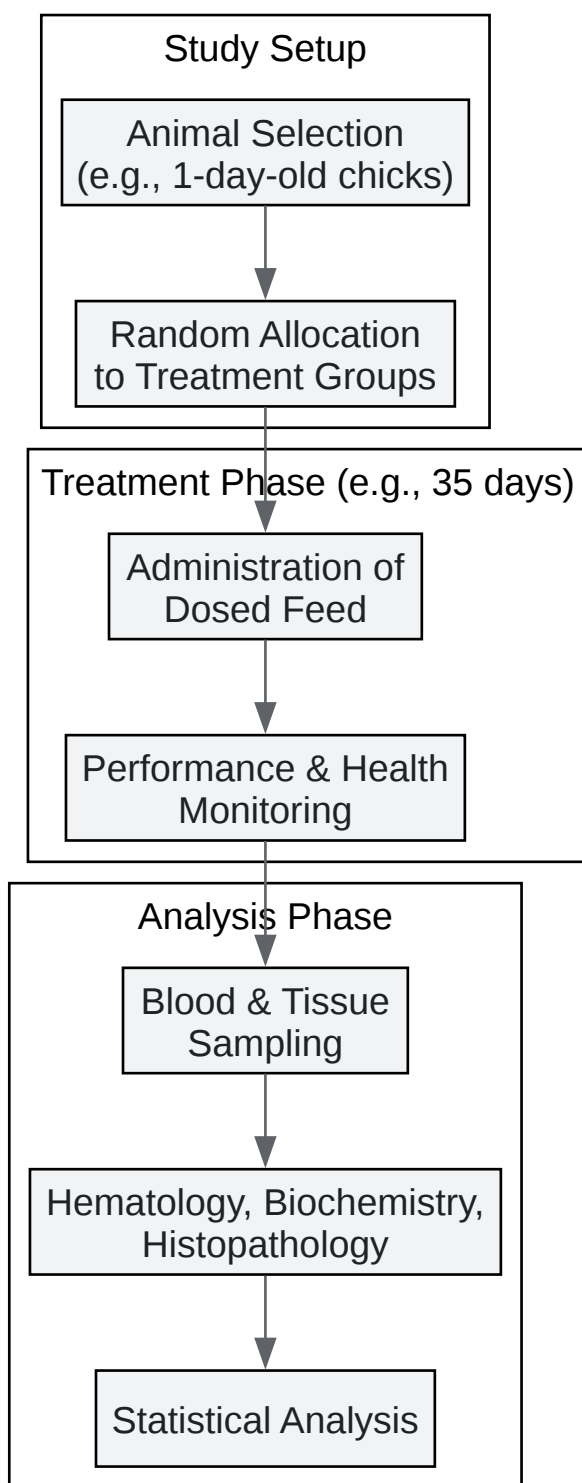 Study Setup
Animal Selection
(e.g., 1-day-old chicks)
Random Allocation
to Treatment Groups
Treatment Phase (e.g., 35 days)
Administration of
Dosed Feed
Performance & Health
Monitoring
Analysis Phase
Blood & Tissue
Sampling
Hematology, Biochemistry,
Histopathology
Statistical Analysis